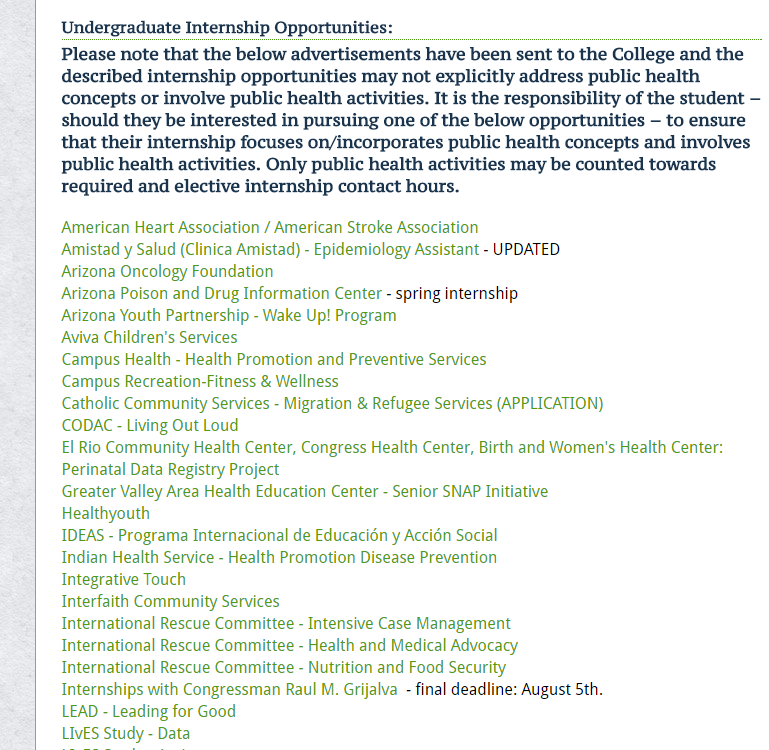 Undergraduate Internship Opportunities:
Please note that the below advertisements have been sent to the College and the
described internship opportunities may not explicitly address public health
concepts or involve public health activities. It is the responsibility of the student –
should they be interested in pursuing one of the below opportunities – to ensure
that their internship focuses on/incorporates public health concepts and involves
public health activities. Only public health activities may be counted towards
required and elective internship contact hours.
American Heart Association / American Stroke Association
Amistad y Salud (Clinica Amistad) - Epidemiology Assistant - UPDATED
Arizona Oncology Foundation
Arizona Poison and Drug Information Center - spring internship
Arizona Youth Partnership - Wake Up! Program
Aviva Children's Services
Campus Health - Health Promotion and Preventive Services
Campus Recreation-Fitness & Wellness
Catholic Community Services - Migration & Refugee Services (APPLICATION)
CODAC - Living Out Loud
El Rio Community Health Center, Congress Health Center, Birth and Women's Health Center:
Perinatal Data Registry Project
Greater Valley Area Health Education Center - Senior SNAP Initiative
Healthyouth
IDEAS - Programa Internacional de Educación y Acción Social
Indian Health Service - Health Promotion Disease Prevention
Integrative Touch
Interfaith Community Services
International Rescue Committee - Intensive Case Management
International Rescue Committee - Health and Medical Advocacy
International Rescue Committee - Nutrition and Food Security
Internships with Congressman Raul M. Grijalva - final deadline: August 5th.
LEAD - Leading for Good
LIvES Study - Data